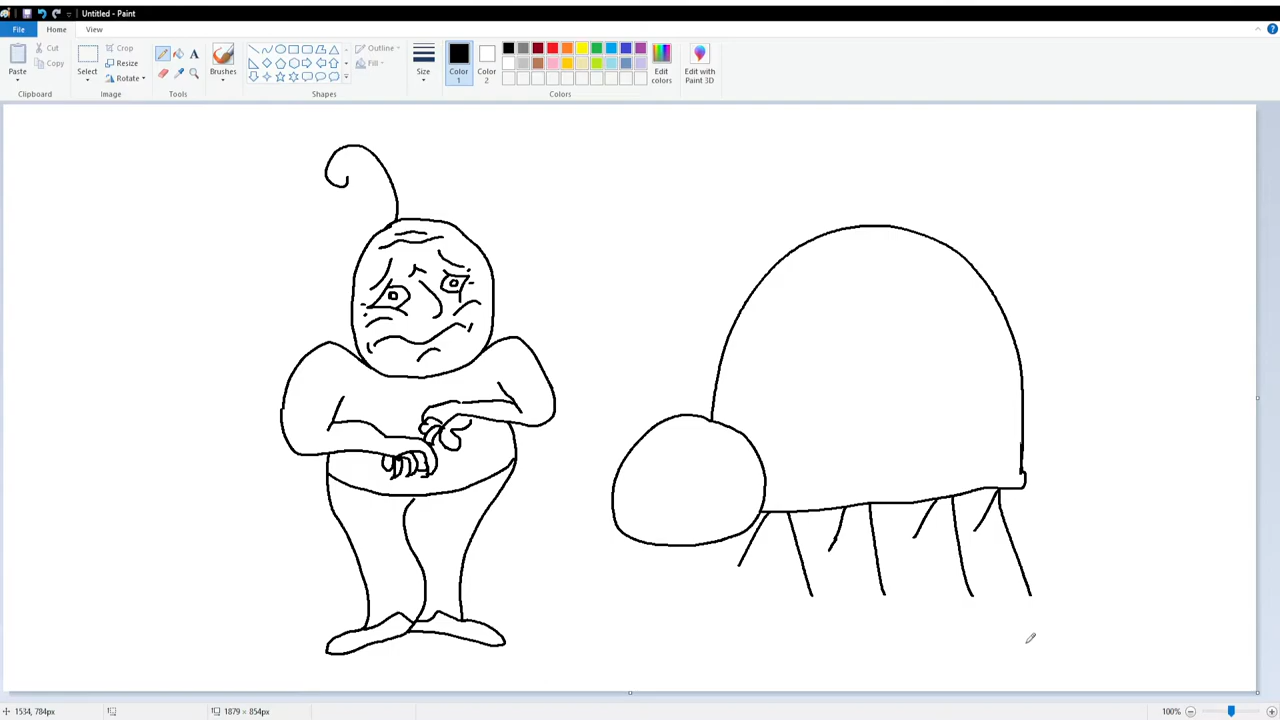 Untitled - Paint
File Home View
Paste
Cut
Copy
Clipboard
Select
Crop
Resize
Rotate
Image
A
Tools
Brushes
Outline
Fill
Shapes
Size
Color 1
Color 2
Edit colors
Colors
Edit with Paint 3D
1534, 784px
1879 × 854px
100%